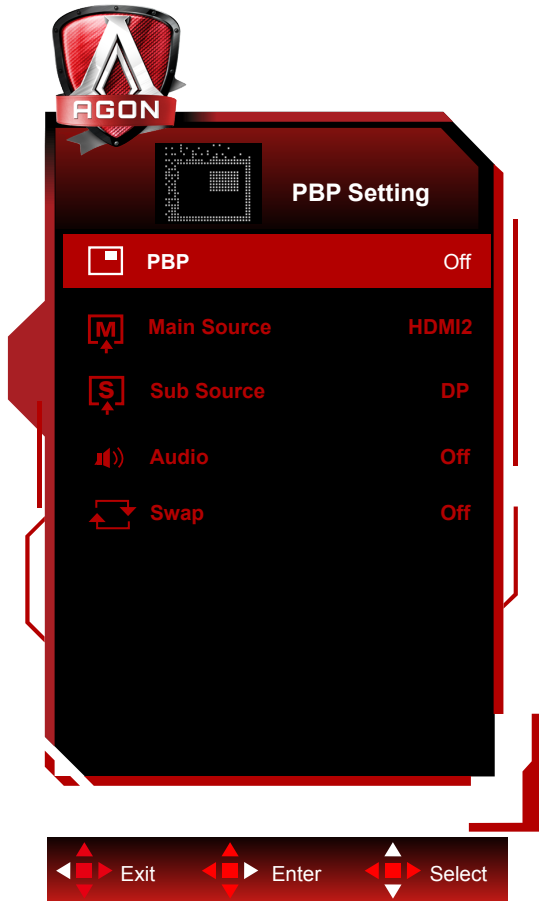 AGON
PBP Setting
PBP Off
M Main Source HDMI2
S Sub Source DP
Audio Off
Swap Off
Exit Enter Select